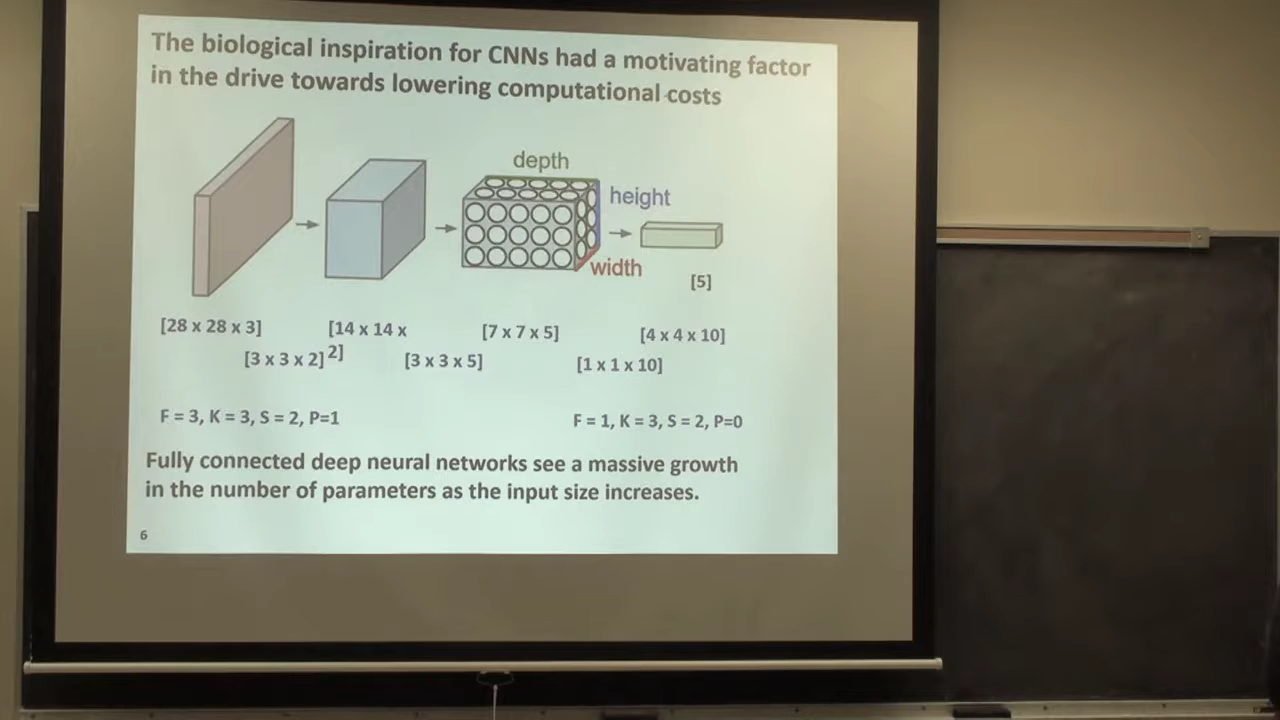 The biological inspiration for CNNs had a motivating factor
in the drive towards lowering computational costs
depth
height
width
[5]
[28 x 28 x 3]
[14 x 14 x
2]
[7 x 7 x 5]
[4 x 4 x 10]
[3 x 3 x 2]
[3 x 3 x 5]
[1 x 1 x 10]
F = 3, K = 3, S = 2, P=1
F = 1, K = 3, S = 2, P=0
Fully connected deep neural networks see a massive growth
in the number of parameters as the input size increases.
6